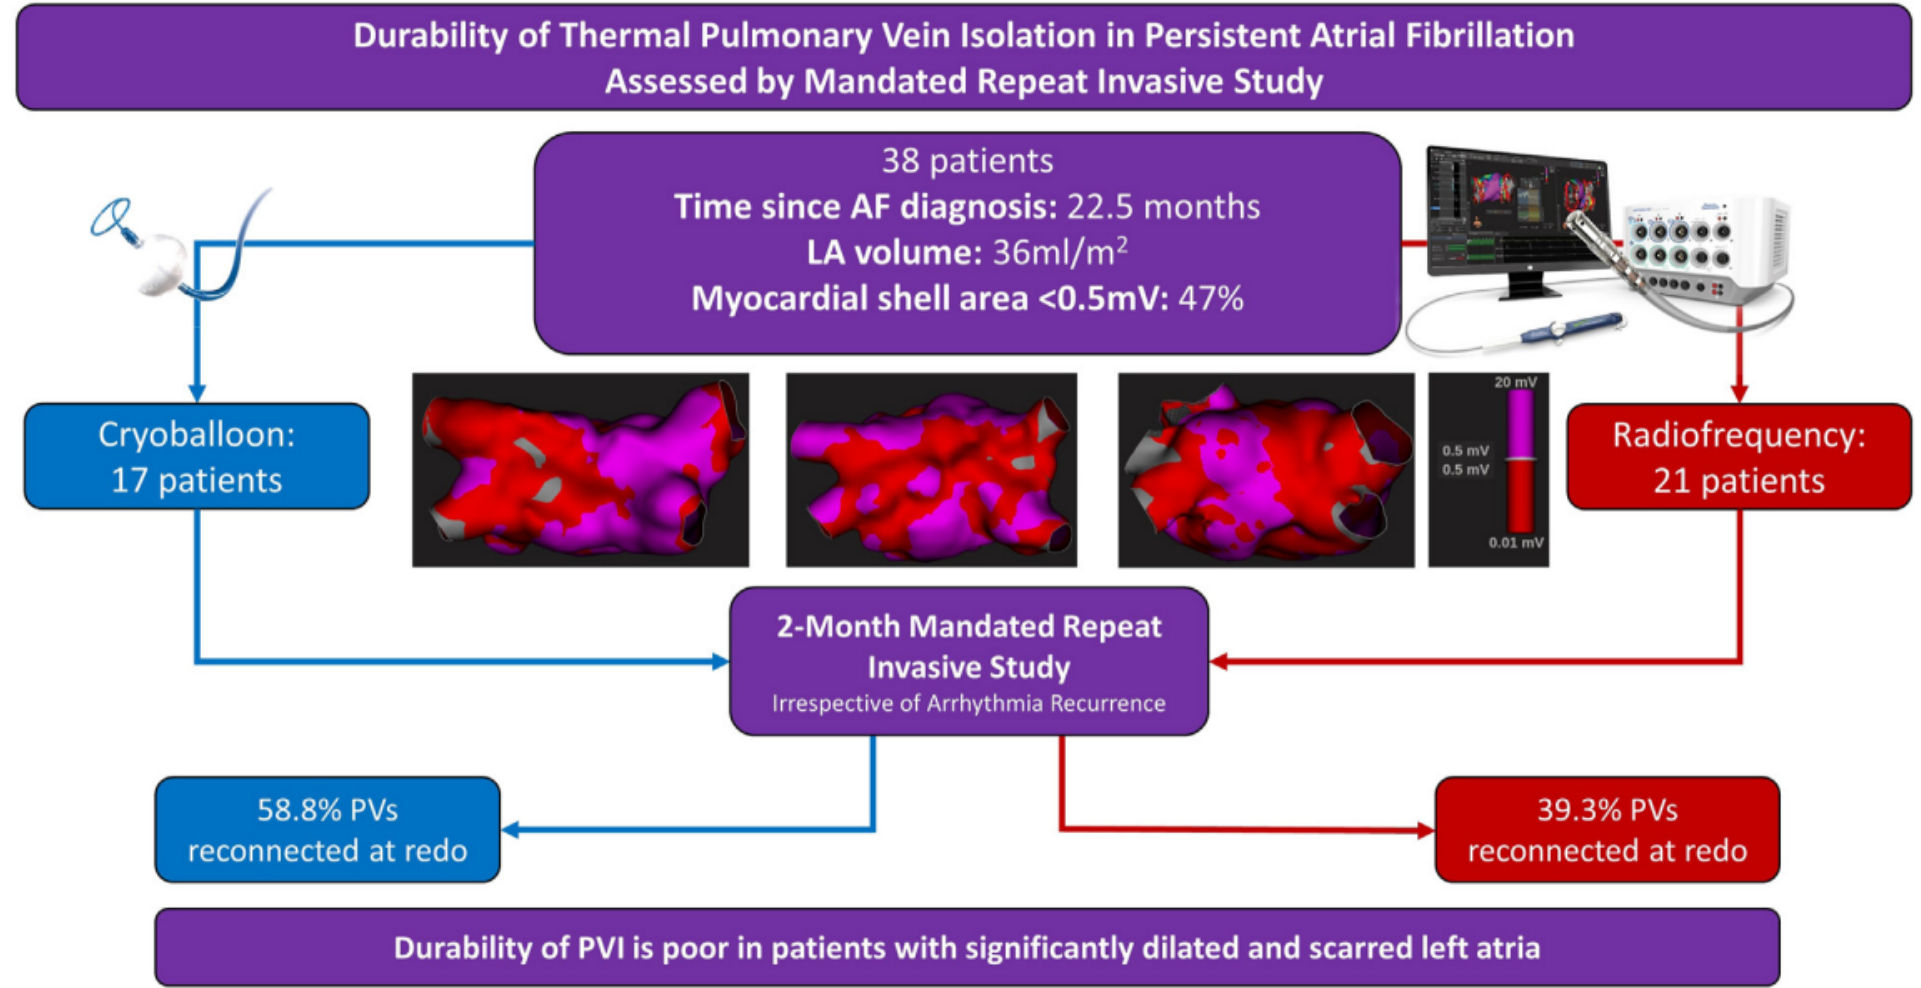 Durability of Thermal Pulmonary Vein Isolation in Persistent Atrial Fibrillation
Assessed by Mandated Repeat Invasive Study
38 patients
Time since AF diagnosis: 22.5 months
LA volume: 36ml/m²
Myocardial shell area <0.5mV: 47%
Cryoballoon:
17 patients
20 mV
0.5 mV
0.5 mV
0.01 mV
Radiofrequency:
21 patients
2-Month Mandated Repeat
Invasive Study
Irrespective of Arrhythmia Recurrence
58.8% PVs
reconnected at redo
39.3% PVs
reconnected at redo
Durability of PVI is poor in patients with significantly dilated and scarred left atria